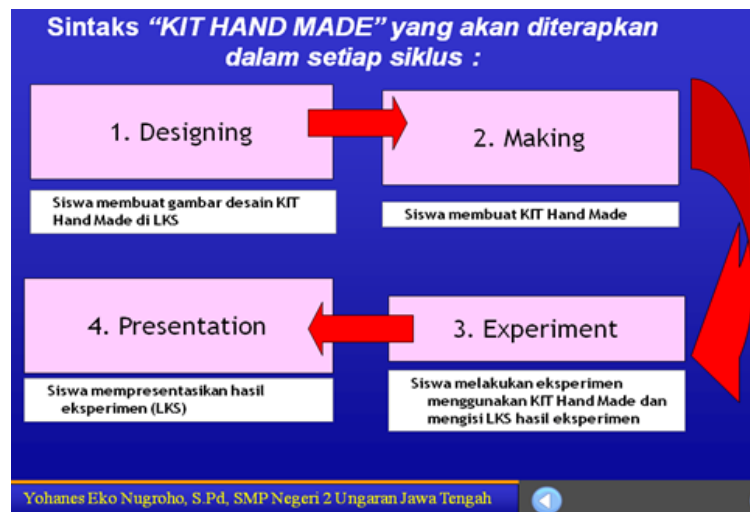 Sintaks “KIT HAND MADE” yang akan diterapkan
dalam setiap siklus :
1. Designing
Siswa membuat gambar desain KIT
Hand Made di LKS
2. Making
Siswa membuat KIT Hand Made
3. Experiment
Siswa melakukan eksperimen
menggunakan KIT Hand Made dan
mengisi LKS hasil eksperimen
4. Presentation
Siswa mempresentasikan hasil
eksperimen (LKS)
Yohanes Eko Nugroho, S.Pd, SMP Negeri 2 Ungaran Jawa Tengah